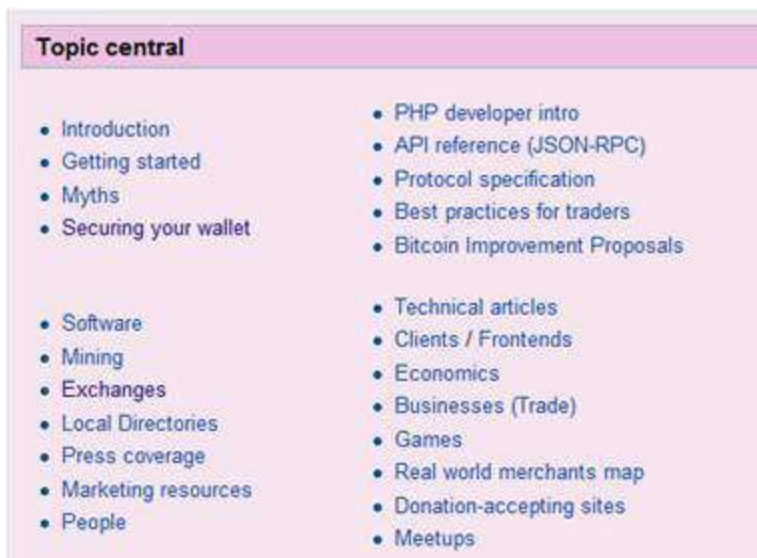 Topic central
Introduction
Getting started
Myths
Securing your wallet
PHP developer intro
API reference (JSON-RPC)
Protocol specification
Best practices for traders
Bitcoin Improvement Proposals
Software
Mining
Exchanges
Local Directories
Press coverage
Marketing resources
People
Technical articles
Clients / Frontends
Economics
Businesses (Trade)
Games
Real world merchants map
Donation-accepting sites
Meetups